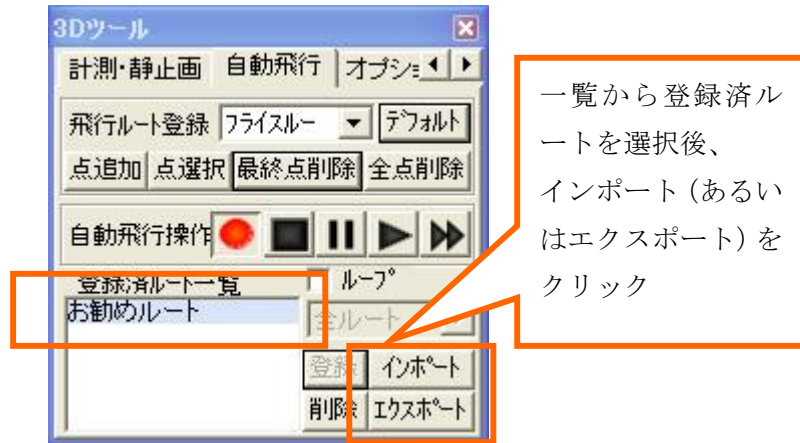 3Dツール
計測・静止画 自動飛行 オプショ
飛行ルート登録 フライスルー デフォルト
点追加 点選択 最終点削除 全点削除
自動飛行操作
登録済ルート一覧 ループ
お勧めルート 全ルート
登録 インポート
削除 エクスポート
一覧から登録済ル
ートを選択後、
インポート（あるい
はエクスポート）を
クリック